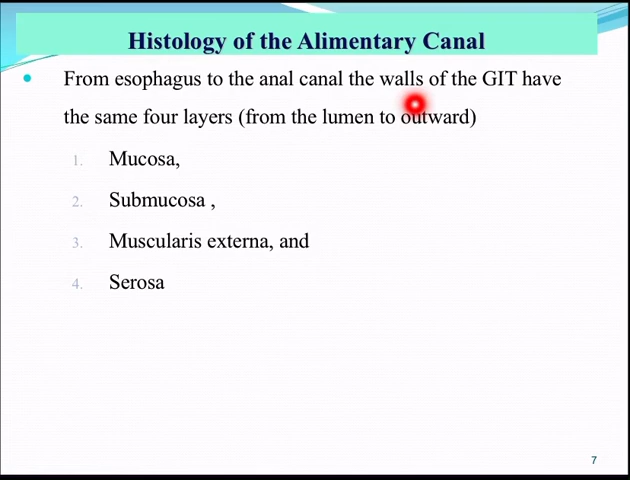 Histology of the Alimentary Canal
From esophagus to the anal canal the walls of the GIT have
the same four layers (from the lumen to outward)
1. Mucosa,
2. Submucosa ,
3. Muscularis externa, and
4. Serosa
7